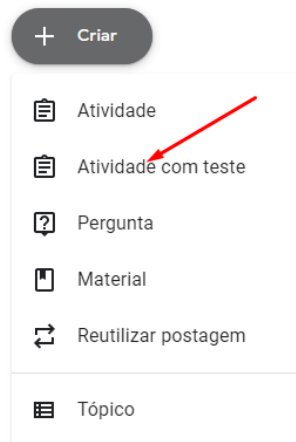 Criar
Atividade
Atividade com teste
Pergunta
Material
Reutilizar postagem
Tópico